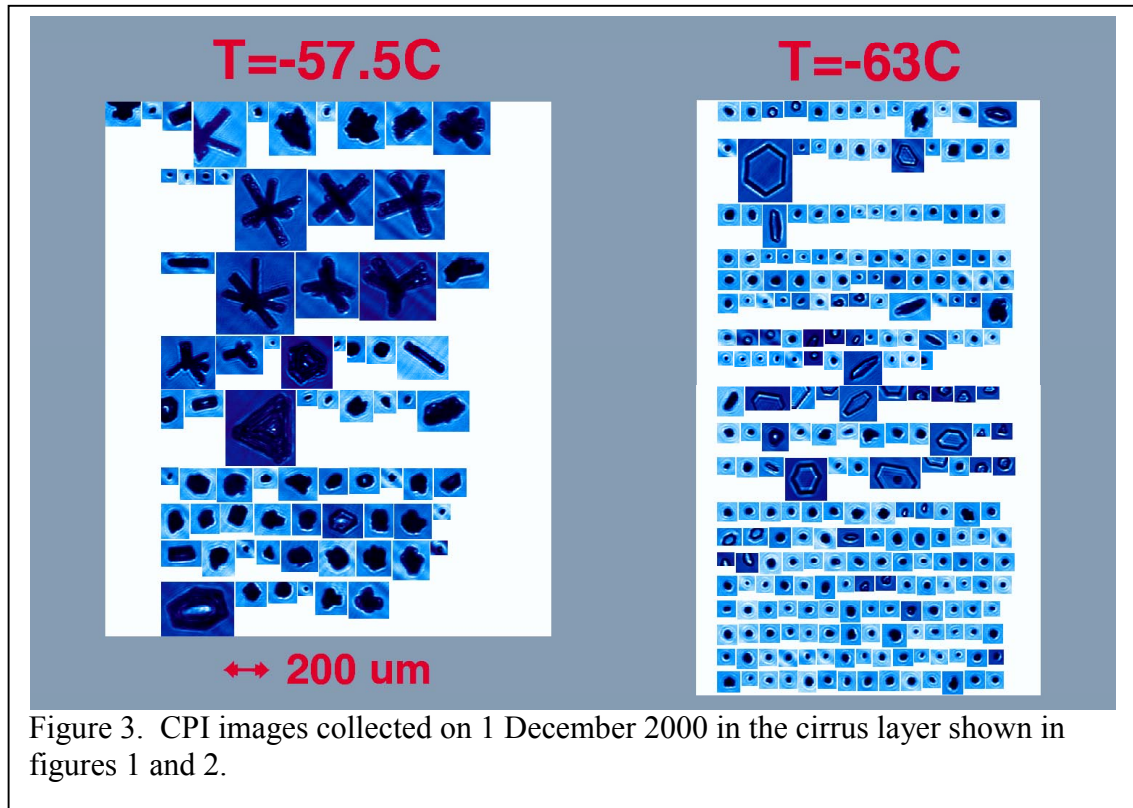 T=-57.5C
T=-63C
200 um
Figure 3.  CPI images collected on 1 December 2000 in the cirrus layer shown in
figures 1 and 2.